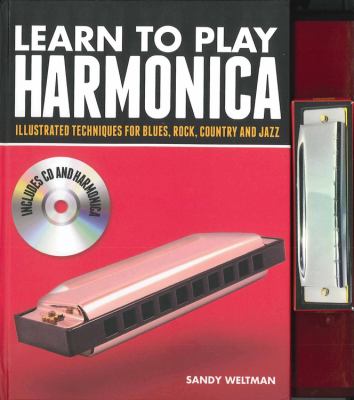 LEARN TO PLAY
HARMONICA
ILLUSTRATED TECHNIQUES FOR BLUES, ROCK, COUNTRY AND JAZZ
INCLUDES CD AND HARMONICA
SANDY WELTMAN